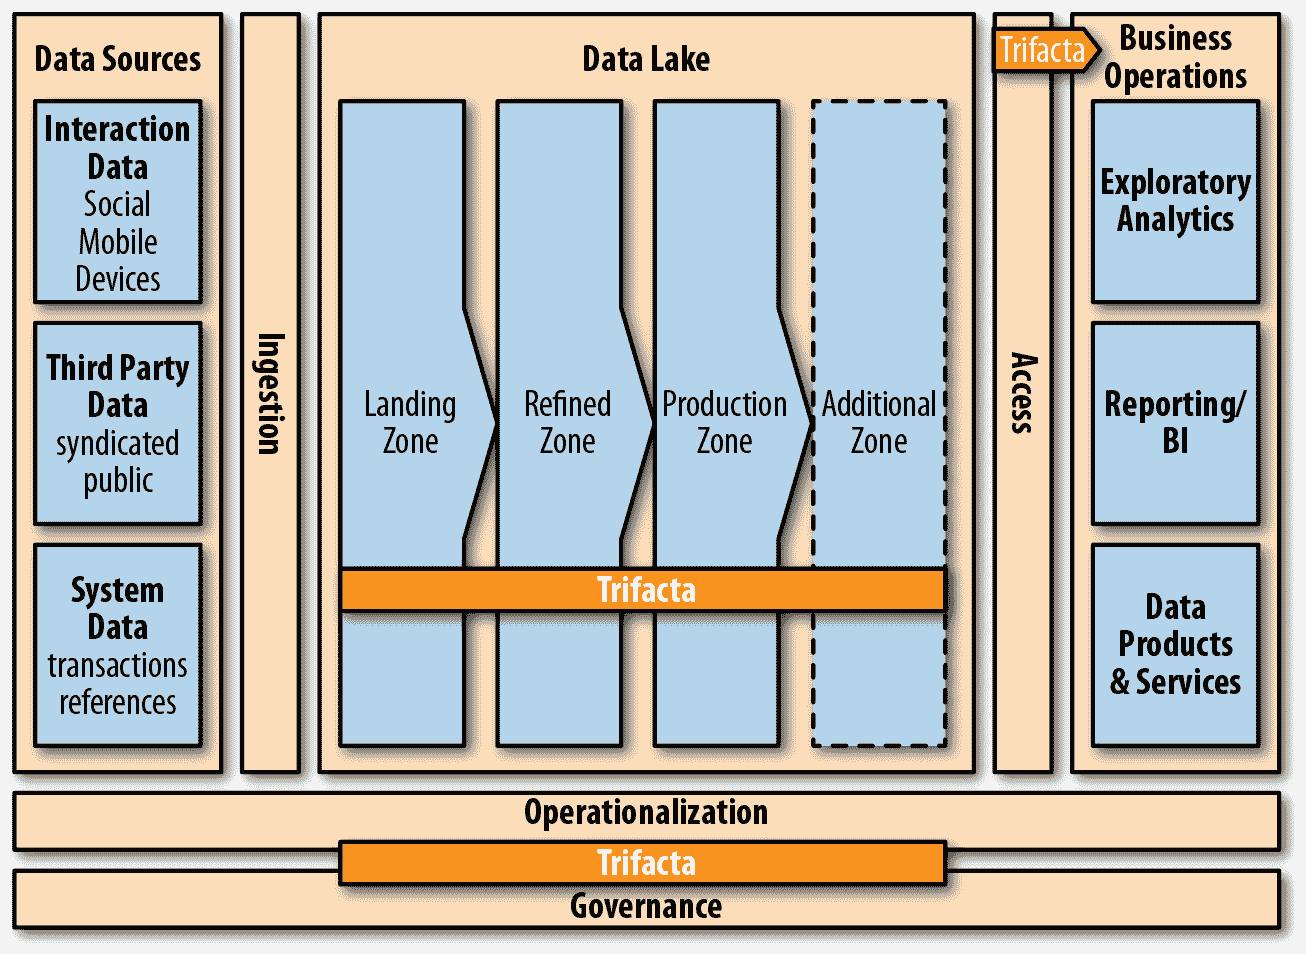 Data Sources
Interaction
Data
Social
Mobile
Devices
Third Party
Data
syndicated
public
System
Data
transactions
references
Ingestion
Data Lake
Landing
Zone
Refined
Zone
Production
Zone
Additional
Zone
Trifacta
Access
Trifacta
Business
Operations
Exploratory
Analytics
Reporting/
BI
Data
Products
& Services
Operationalization
Trifacta
Governance